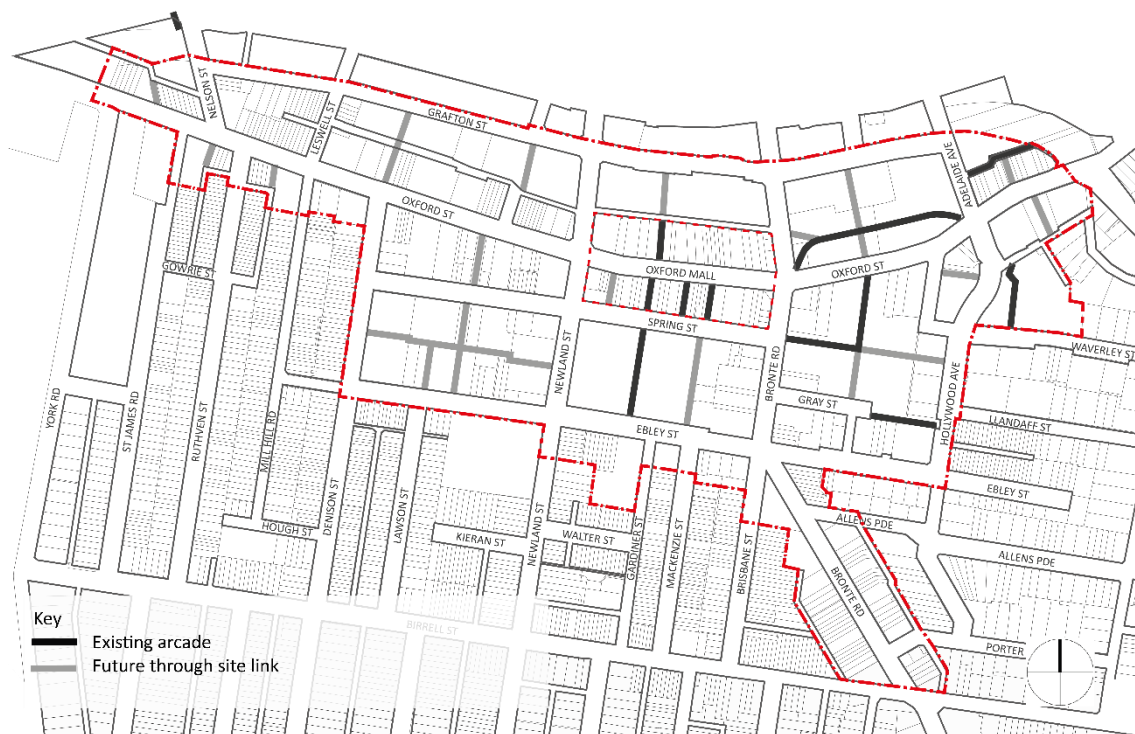 NELSON ST
LESWELL ST
GRAFTON ST
ADELAIDE AVE
OXFORD ST
OXFORD MALL
OXFORD ST
GOWRIE ST
SPRING ST
NEWLAND ST
BRONTE RD
WAVERLEY ST
HOLLYWOOD AVE
GRAY ST
LLANDAFF ST
YORK RD
ST JAMES RD
RUTHVEN ST
MILL HILL RD
EBLEY ST
EBLEY ST
DENISON ST
LAWSON ST
HOUGH ST
KIERAN ST
NEWLAND ST
WALTER ST
GARDINER ST
MACKENZIE ST
BRISBANE ST
ALLENS PDE
ALLENS PDE
BRONTE RD
BIRRELL ST
PORTER
Key
Existing arcade
Future through site link